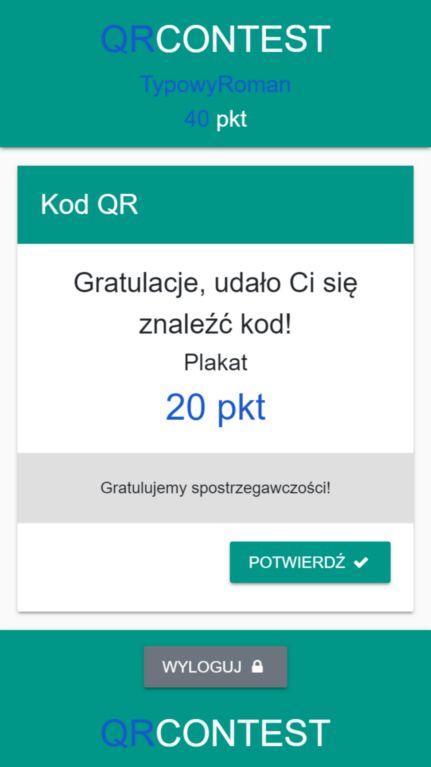 QRCONTEST
TypowyRoman
40 pkt
Kod QR
Gratulacje, udało Ci się
znaleźć kod!
Plakat
20 pkt
Gratulujemy spostrzegawczości!
POTWIERDŹ
WYLOGUJ
QRCONTEST